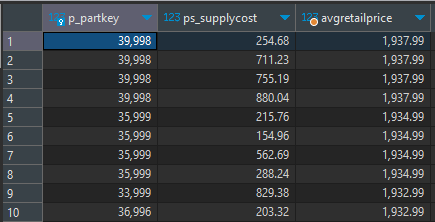 123 p_partkey 123 ps_supplycost 123 avgretailprice
1 39,998 254.68 1,937.99
2 39,998 711.23 1,937.99
3 39,998 755.19 1,937.99
4 39,998 880.04 1,937.99
5 35,999 215.76 1,934.99
6 35,999 154.96 1,934.99
7 35,999 562.69 1,934.99
8 35,999 288.24 1,934.99
9 33,999 829.38 1,932.99
10 36,996 203.32 1,932.99